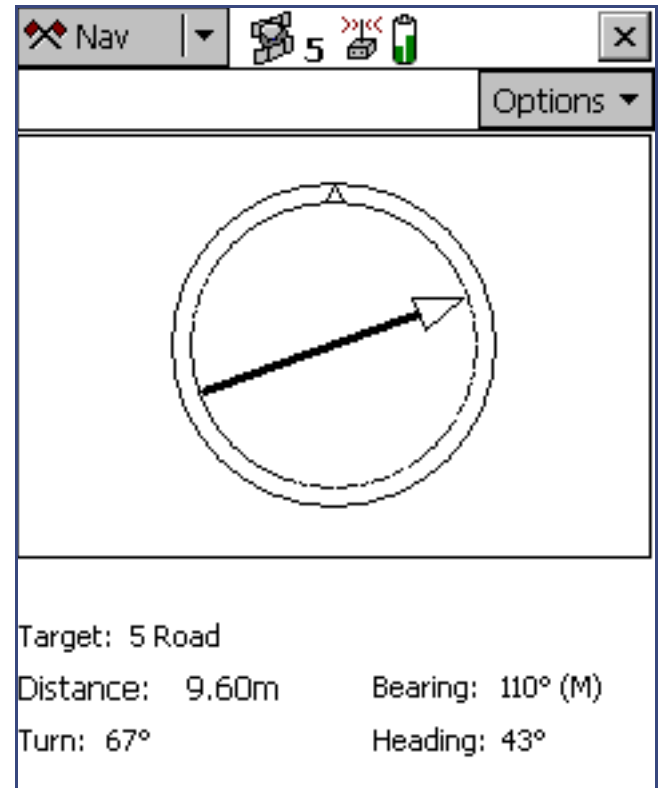 Nav 5
Options
Target: 5 Road
Distance: 9.60m Bearing: 110° (M)
Turn: 67° Heading: 43°